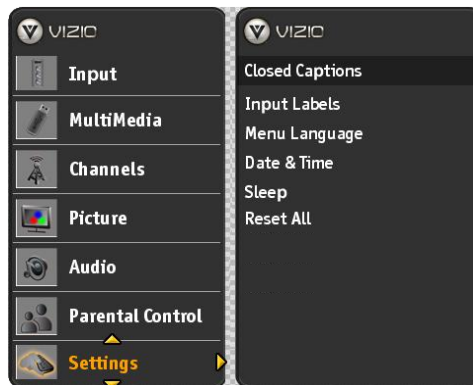 VIZIO
Input
MultiMedia
Channels
Picture
Audio
Parental Control
Settings
VIZIO
Closed Captions
Input Labels
Menu Language
Date & Time
Sleep
Reset All